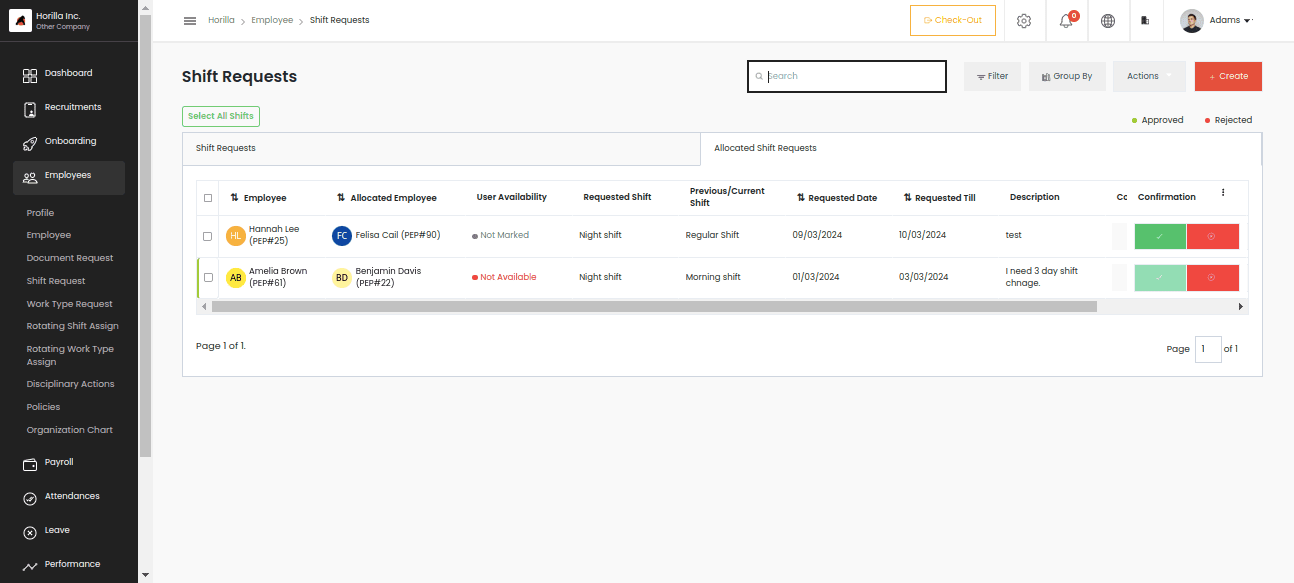 Horilla Inc.
Other Company
Dashboard
Recruitments
Onboarding
Employees
Profile
Employee
Document Request
Shift Request
Work Type Request
Rotating Shift Assign
Rotating Work Type
Assign
Disciplinary Actions
Policies
Organization Chart
Payroll
Attendances
Leave
Performance
Horilla > Employee > Shift Requests
Check-Out
0
Adams
Shift Requests
Search
Filter
Group By
Actions
+ Create
Select All Shifts
Approved
Rejected
Shift Requests
Allocated Shift Requests
Employee Allocated Employee User Availability Requested Shift Previous/Current Shift Requested Date Requested Till Description Cc Confirmation
HL Hannah Lee (PEP#25) FC Felisa Cail (PEP#90) Not Marked Night shift Regular Shift 09/03/2024 10/03/2024 test
AB Amelia Brown (PEP#61) BD Benjamin Davis (PEP#22) Not Available Night shift Morning shift 01/03/2024 03/03/2024 I need 3 day shift chnage.
Page 1 of 1.
Page 1 of 1